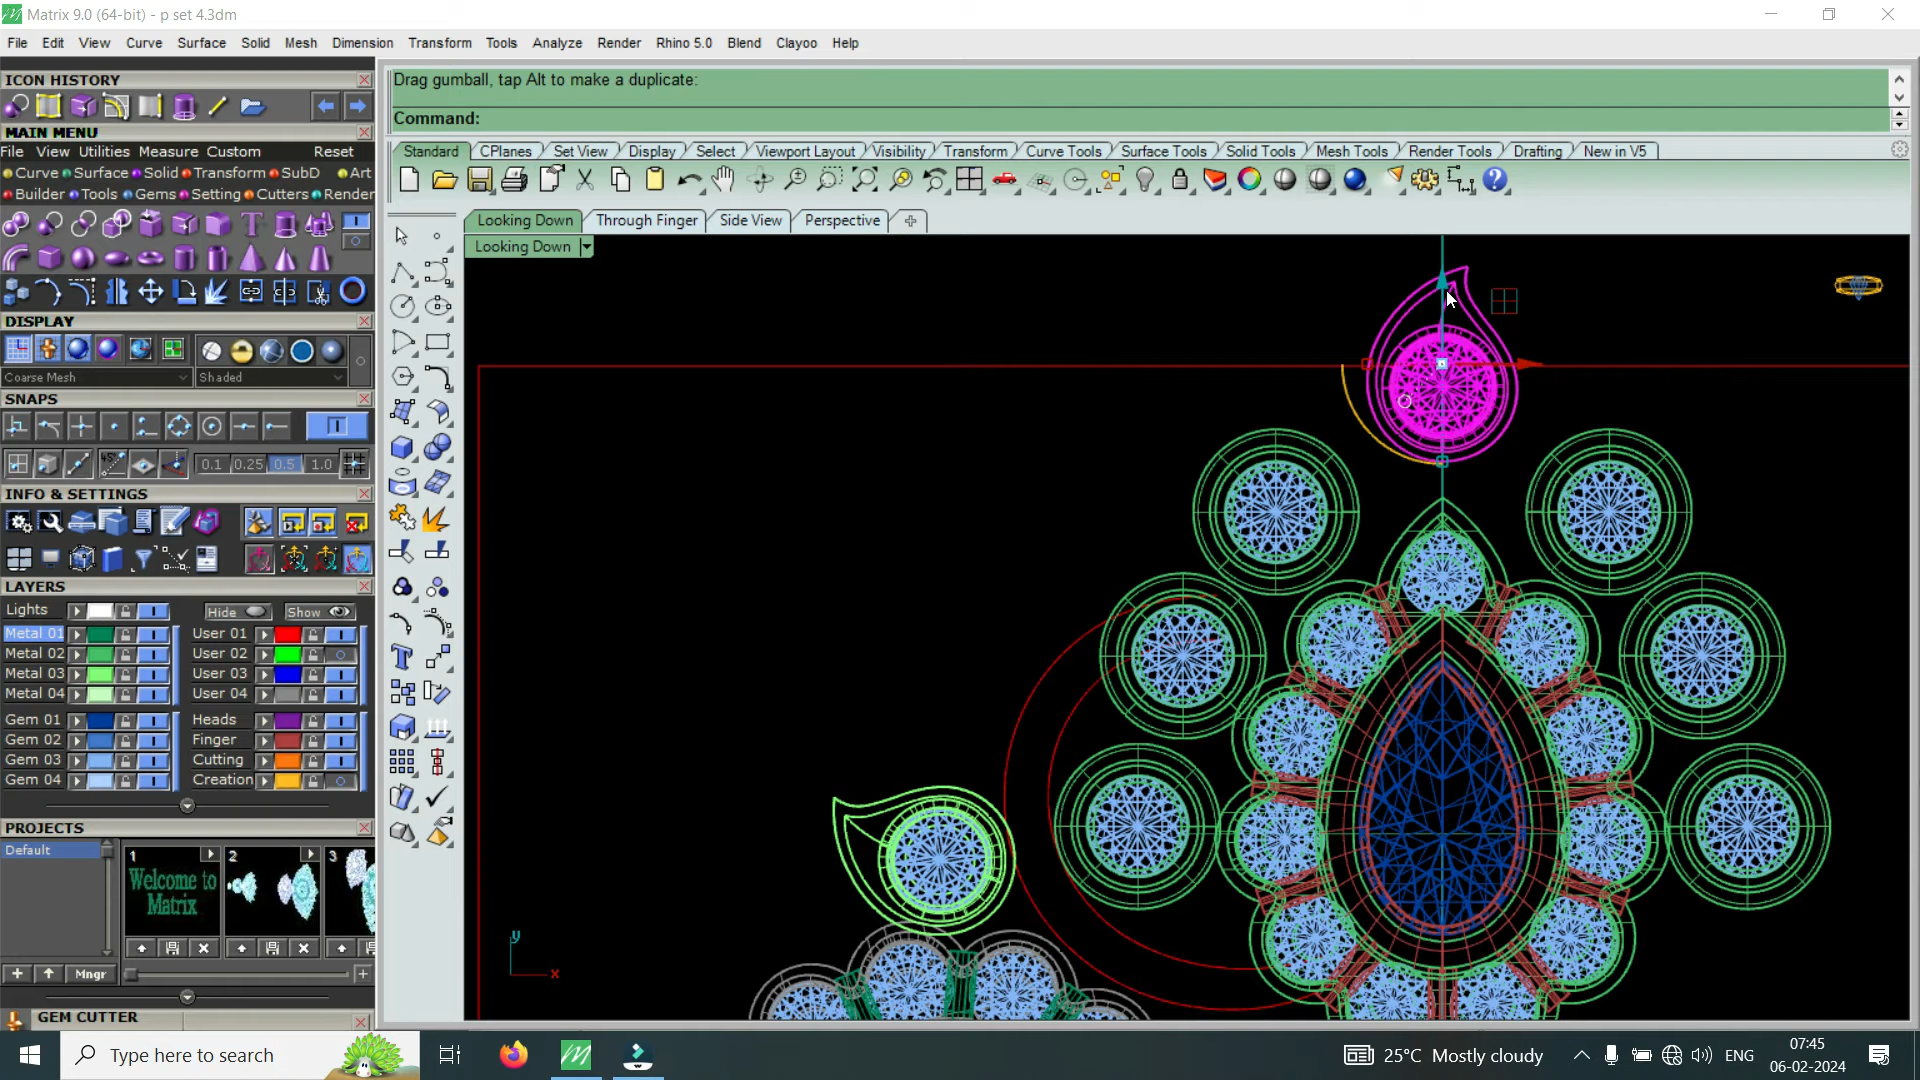 Matrix 9.0 (64-bit) - p set 4.3dm
File Edit View Curve Surface Solid Mesh Dimension Transform Tools Analyze Render Rhino 5.0 Blend Clayoo Help
ICON HISTORY
MAIN MENU
File View Utilities Measure Custom Reset
Curve Surface Solid Transform SubD Art
Builder Tools Gems Setting Cutters Render
DISPLAY
Coarse Mesh Shaded
SNAPS
0.1 0.25 0.5 1.0
INFO & SETTINGS
LAYERS
Lights Hide Show
Metal 01 User 01
Metal 02 User 02
Metal 03 User 03
Metal 04 User 04
Gem 01 Heads
Gem 02 Finger
Gem 03 Cutting
Gem 04 Creation
PROJECTS
Default 1 2 3
Welcome to
Matrix
Mngr
GEM CUTTER
Drag gumball, tap Alt to make a duplicate:
Command:
Standard CPlanes Set View Display Select Viewport Layout Visibility Transform Curve Tools Surface Tools Solid Tools Mesh Tools Render Tools Drafting New in V5
Looking Down Through Finger Side View Perspective
Looking Down
y
x
Type here to search
25°C Mostly cloudy
ENG
07:45
06-02-2024